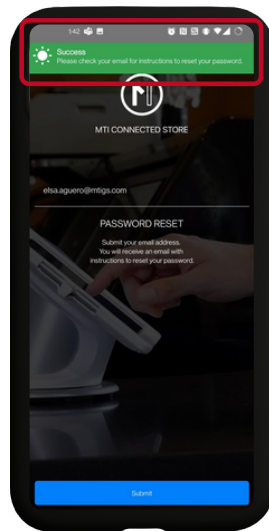 1:42
Success
Please check your email for instructions to reset your password.
MTI CONNECTED STORE
elsa.aguero@mtigs.com
PASSWORD RESET
Submit your email address.
You will receive an email with
instructions to reset your password.
Submit